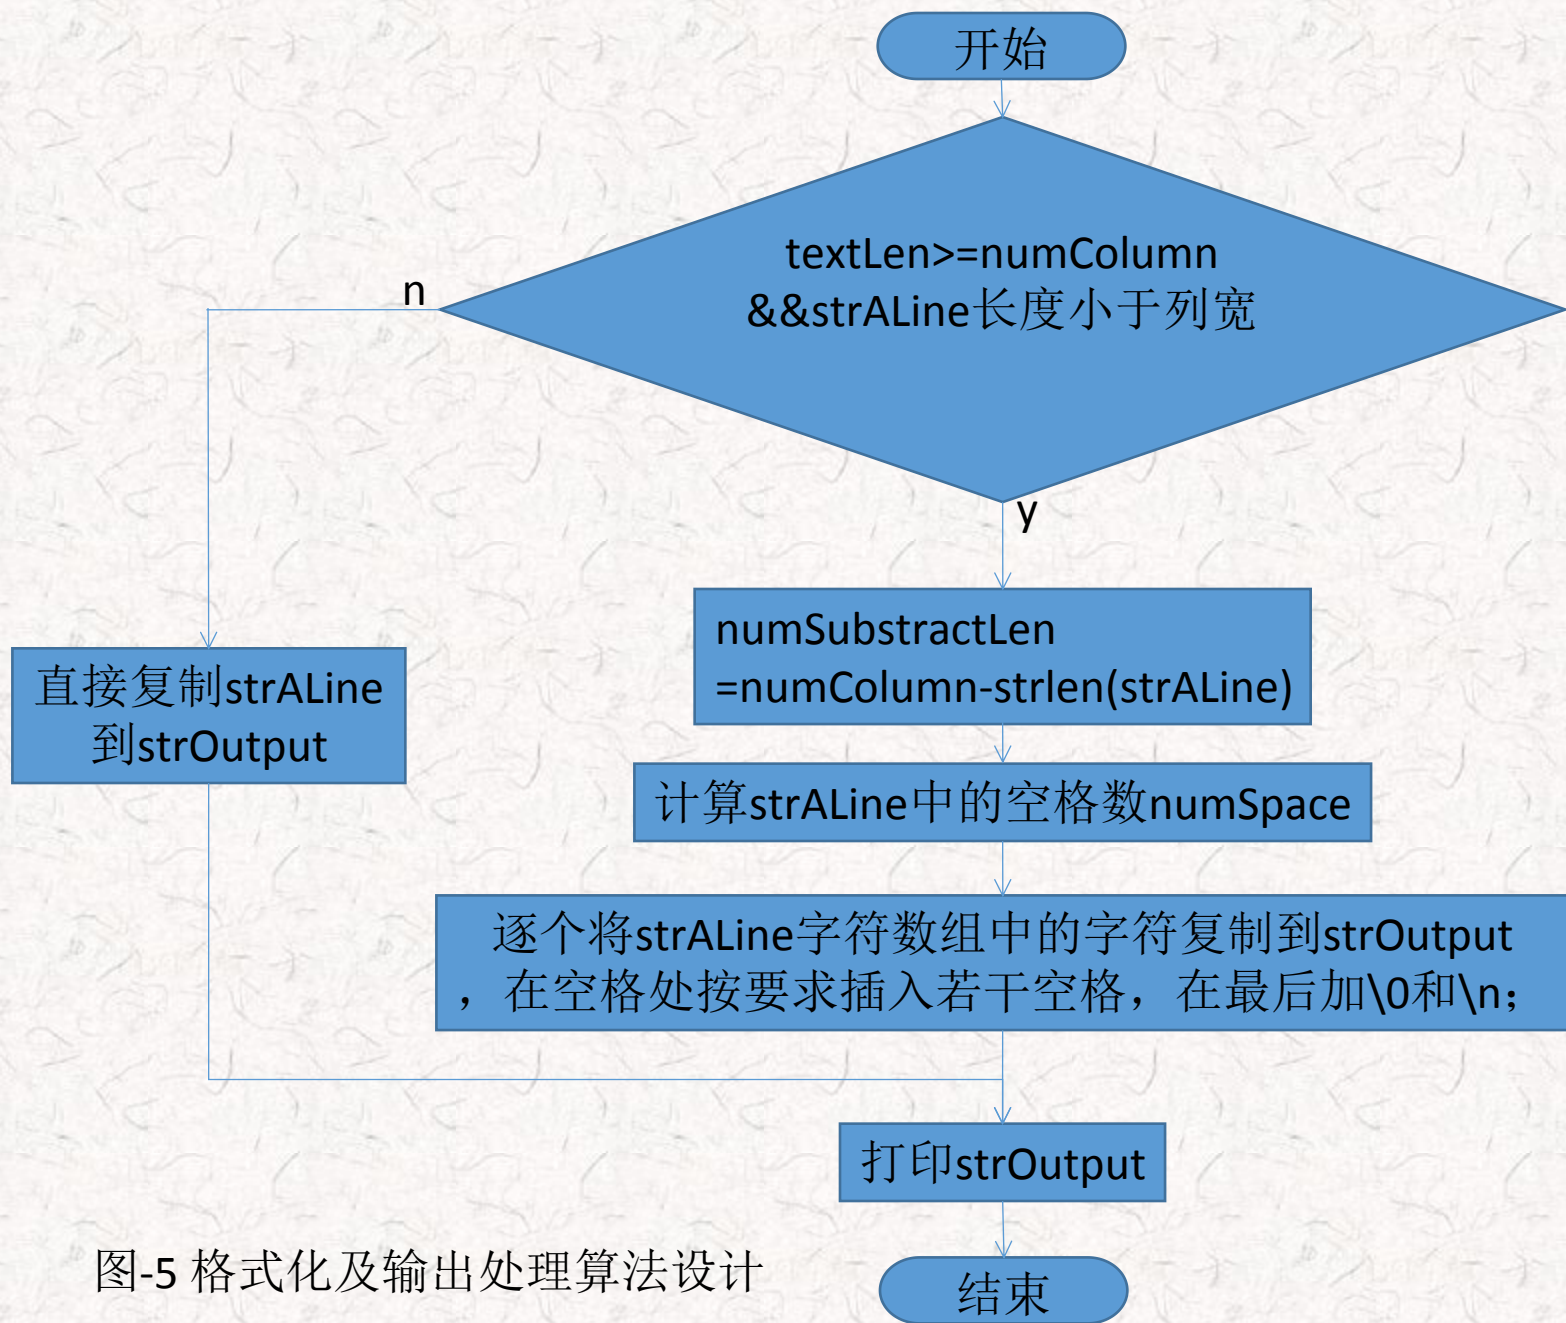 开始
textLen>=numColumn
&&strALine长度小于列宽
n
y
numSubstractLen
=numColumn-strlen(strALine)
直接复制strALine
到strOutput
计算strALine中的空格数numSpace
逐个将strALine字符数组中的字符复制到strOutput
，在空格处按要求插入若干空格，在最后加\0和\n；
打印strOutput
图-5 格式化及输出处理算法设计
结束